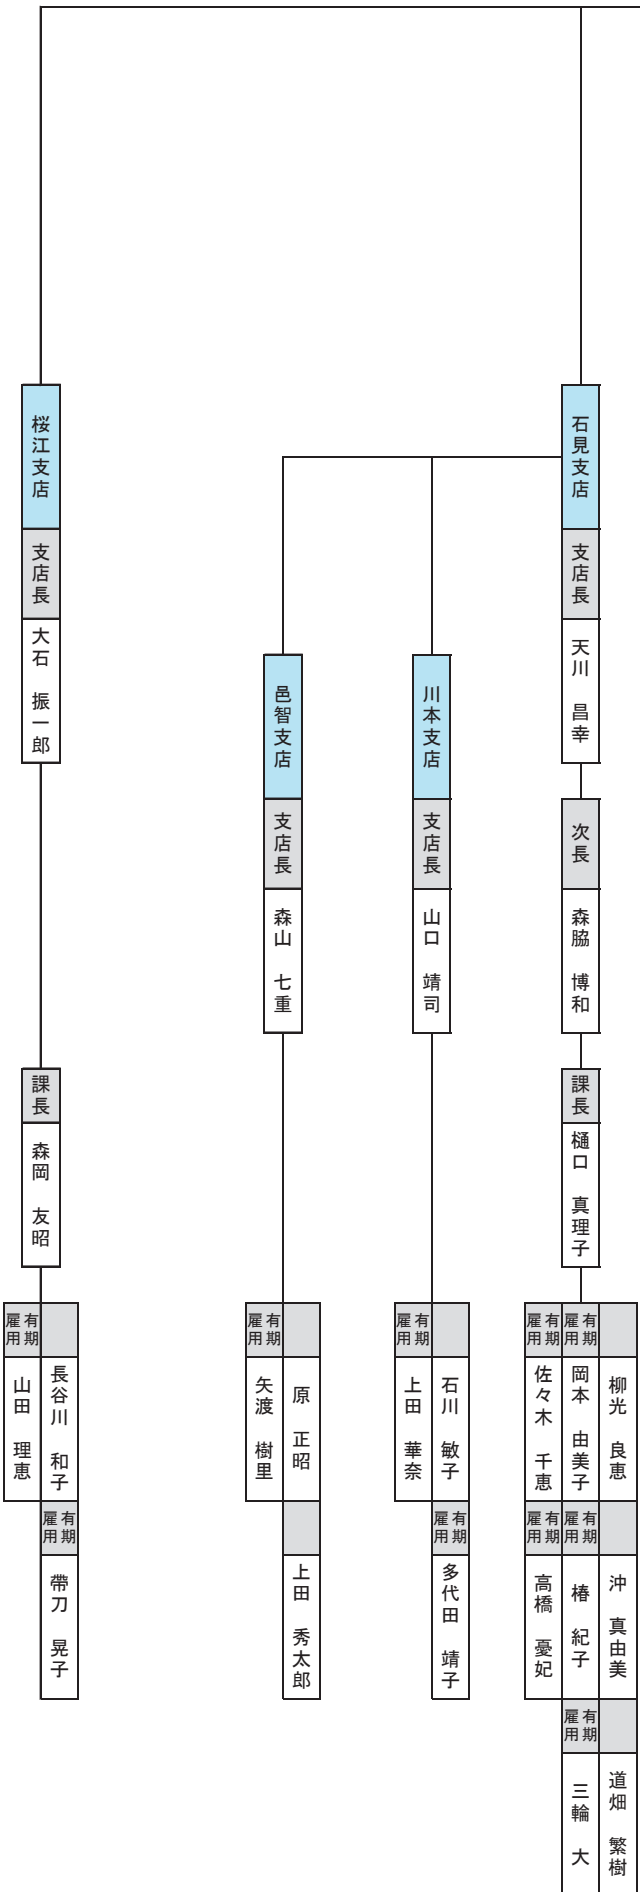 石見支店
支店長
天川 昌幸
次長
森脇 博和
課長
樋口 真理子
柳光 良恵
沖 真由美
道畑 繁樹
有期雇用
岡本 由美子
有期雇用
椿 紀子
有期雇用
三輪 大
有期雇用
佐々木 千恵
有期雇用
高橋 憂妃
川本支店
支店長
山口 靖司
石川 敏子
有期雇用
多代田 靖子
有期雇用
上田 華奈
邑智支店
支店長
森山 七重
原 正昭
上田 秀太郎
有期雇用
矢渡 樹里
桜江支店
支店長
大石 振一郎
課長
森岡 友昭
長谷川 和子
有期雇用
帶刀 晃子
有期雇用
山田 理恵